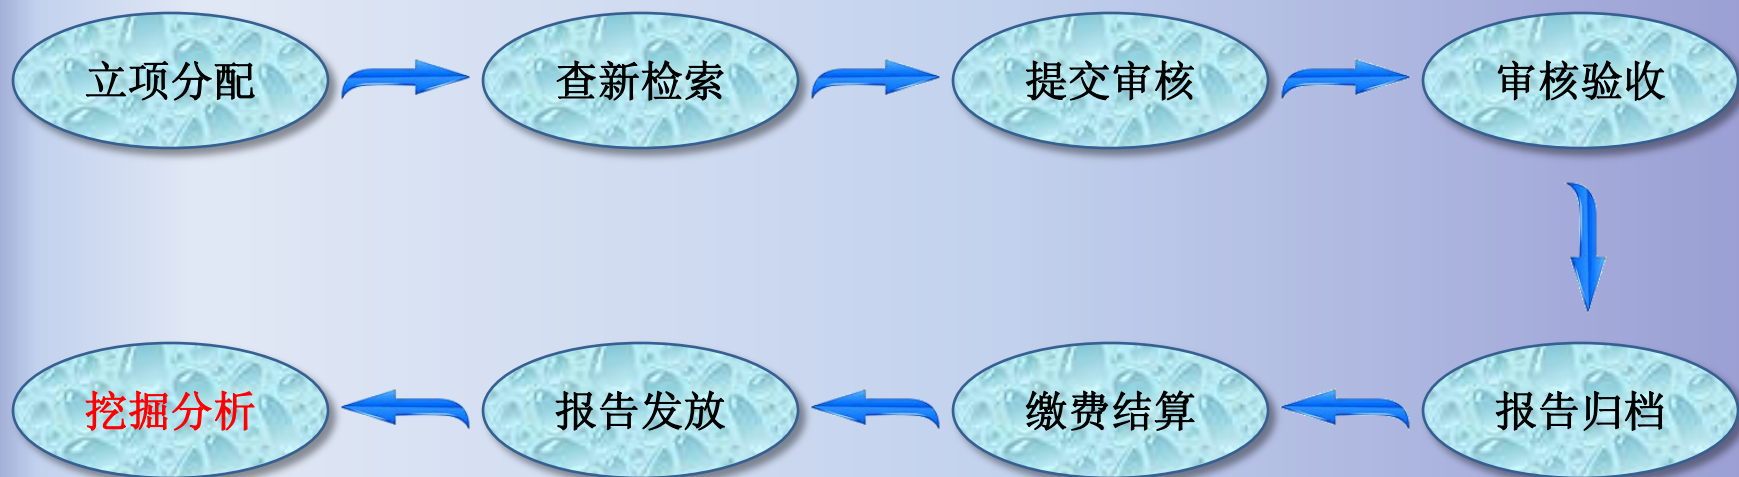 立项分配
查新检索
提交审核
审核验收
报告归档
缴费结算
报告发放
挖掘分析